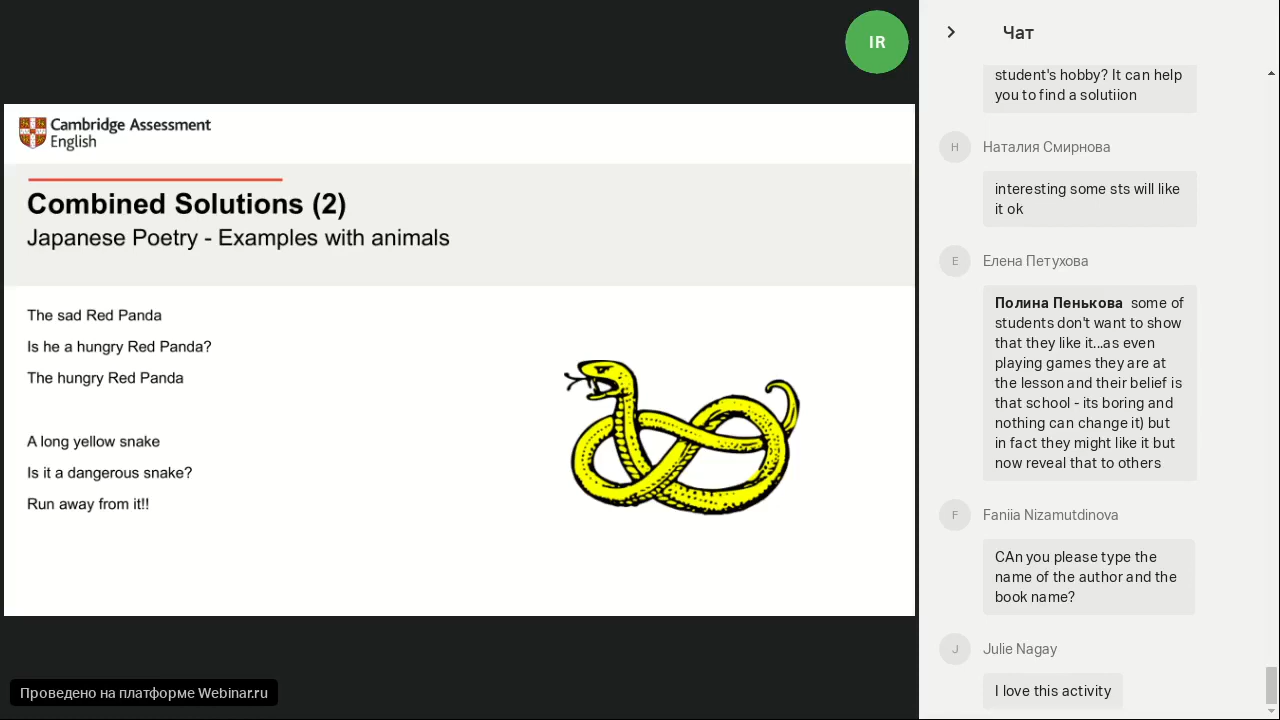 IR
Cambridge Assessment
English
Combined Solutions (2)
Japanese Poetry - Examples with animals
The sad Red Panda
Is he a hungry Red Panda?
The hungry Red Panda
A long yellow snake
Is it a dangerous snake?
Run away from it!!
Проведено на платформе Webinar.ru
Чат
student's hobby? It can help
you to find a solutiion
Н
Наталия Смирнова
interesting some sts will like
it ok
Е
Елена Петухова
Полина Пенькова some of
students don't want to show
that they like it...as even
playing games they are at
the lesson and their belief is
that school - its boring and
nothing can change it) but
in fact they might like it but
now reveal that to others
F
Faniia Nizamutdinova
CAn you please type the
name of the author and the
book name?
J
Julie Nagay
I love this activity